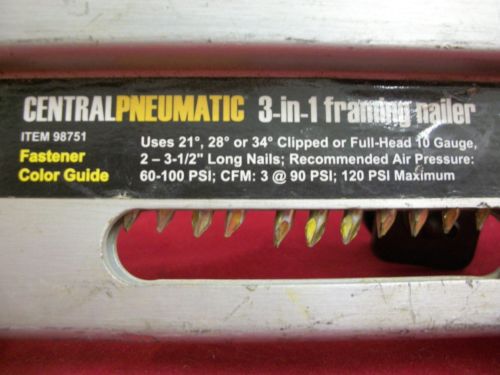 CENTRALPNEUMATIC 3-in-1 framing nailer
ITEM 98751
Uses 21°, 28° or 34° Clipped or Full-Head 10 Gauge,
Fastener
2 – 3-1/2" Long Nails; Recommended Air Pressure:
Color Guide
60-100 PSI; CFM: 3 @ 90 PSI; 120 PSI Maximum